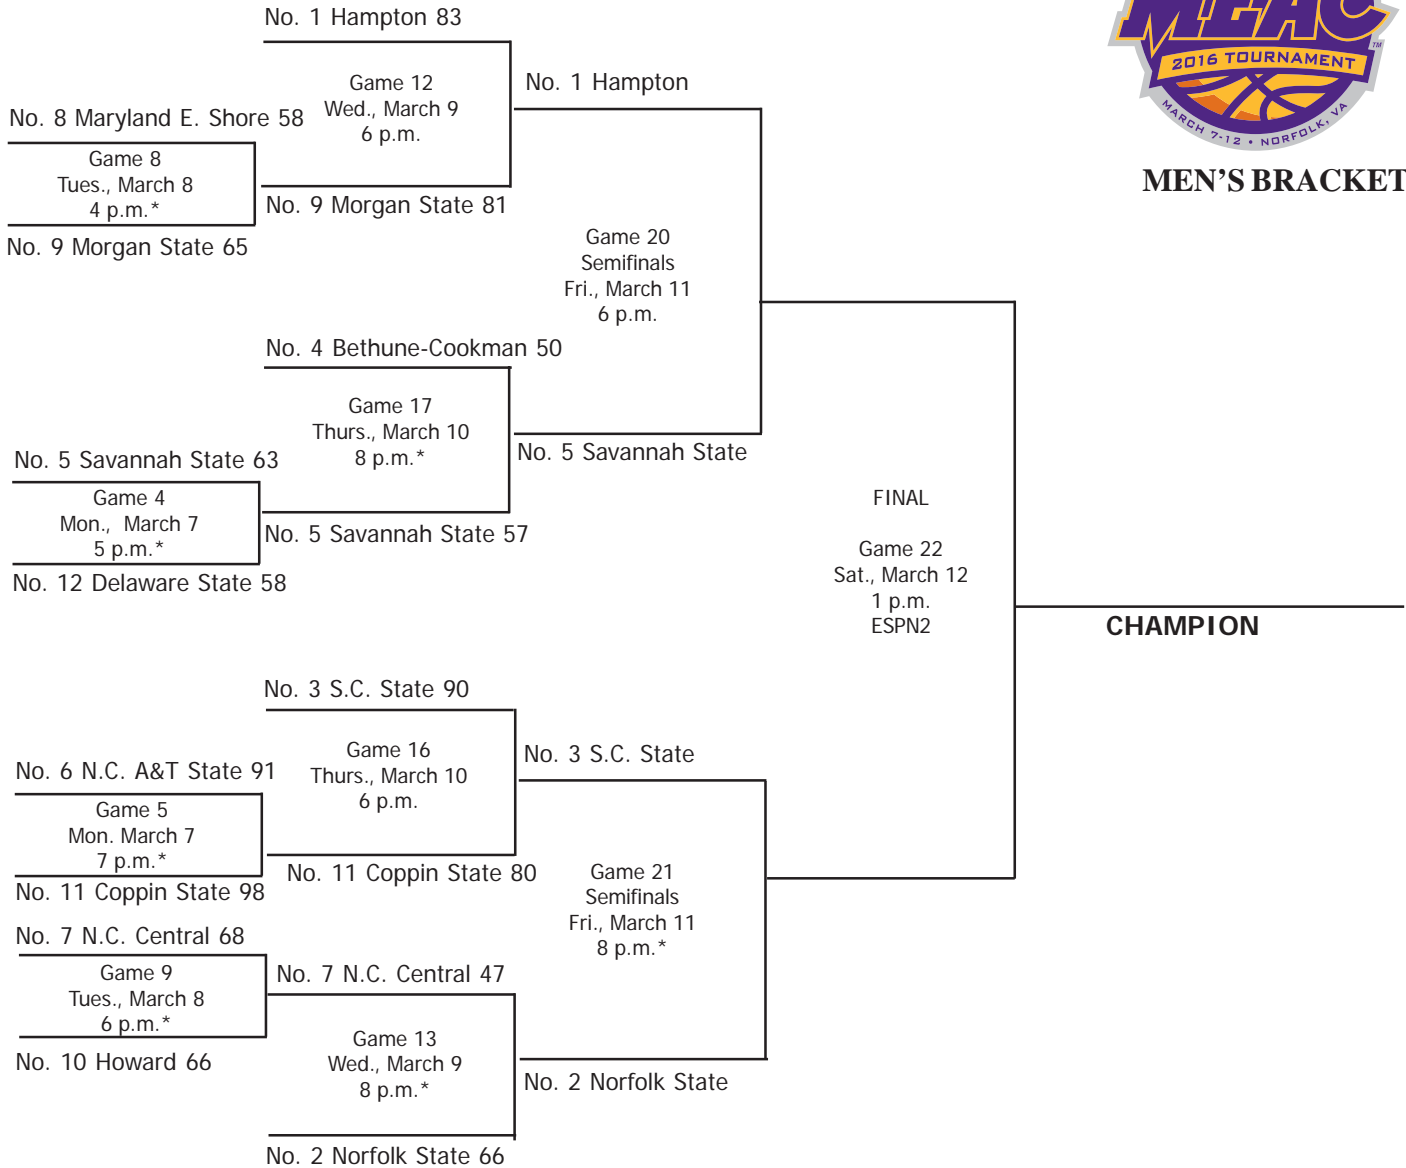 MEAC
TM
2016 TOURNAMENT
MARCH 7-12 • NORFOLK, VA
MEN'S BRACKET
No. 1 Hampton 83
Game 12
Wed., March 9
6 p.m.
No. 1 Hampton
No. 8 Maryland E. Shore 58
Game 8
Tues., March 8
4 p.m.*
No. 9 Morgan State 65
No. 9 Morgan State 81
Game 20
Semifinals
Fri., March 11
6 p.m.
No. 4 Bethune-Cookman 50
Game 17
Thurs., March 10
8 p.m.*
No. 5 Savannah State
No. 5 Savannah State 63
Game 4
Mon., March 7
5 p.m.*
No. 12 Delaware State 58
No. 5 Savannah State 57
FINAL
Game 22
Sat., March 12
1 p.m.
ESPN2
CHAMPION
No. 3 S.C. State 90
Game 16
Thurs., March 10
6 p.m.
No. 3 S.C. State
No. 6 N.C. A&T State 91
Game 5
Mon. March 7
7 p.m.*
No. 11 Coppin State 98
No. 11 Coppin State 80
Game 21
Semifinals
Fri., March 11
8 p.m.*
No. 7 N.C. Central 68
Game 9
Tues., March 8
6 p.m.*
No. 10 Howard 66
No. 7 N.C. Central 47
Game 13
Wed., March 9
8 p.m.*
No. 2 Norfolk State
No. 2 Norfolk State 66